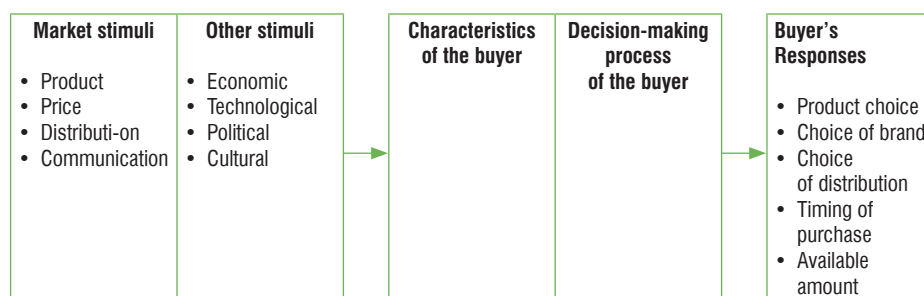 Market stimuli
• Product
• Price
• Distributi-on
• Communication
Other stimuli
• Economic
• Technological
• Political
• Cultural
Characteristics
of the buyer
Decision-making
process
of the buyer
Buyer's
Responses
• Product choice
• Choice of brand
• Choice
of distribution
• Timing of
purchase
• Available
amount